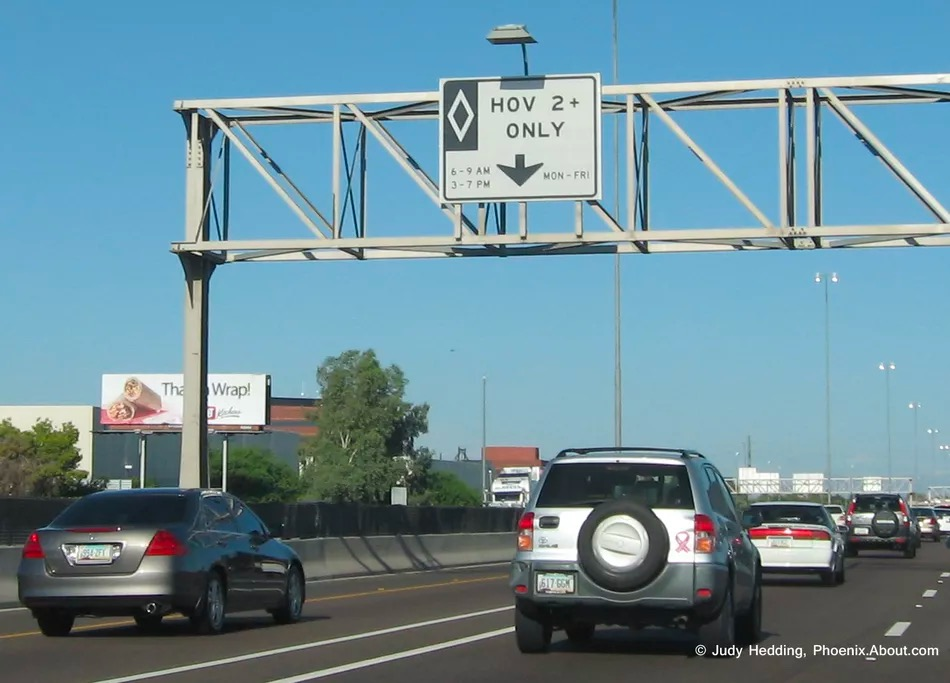 HOV 2+
ONLY
6-9 AM
3-7 PM
MON-FRI
Wrap!
© Judy Hedding, Phoenix.About.com